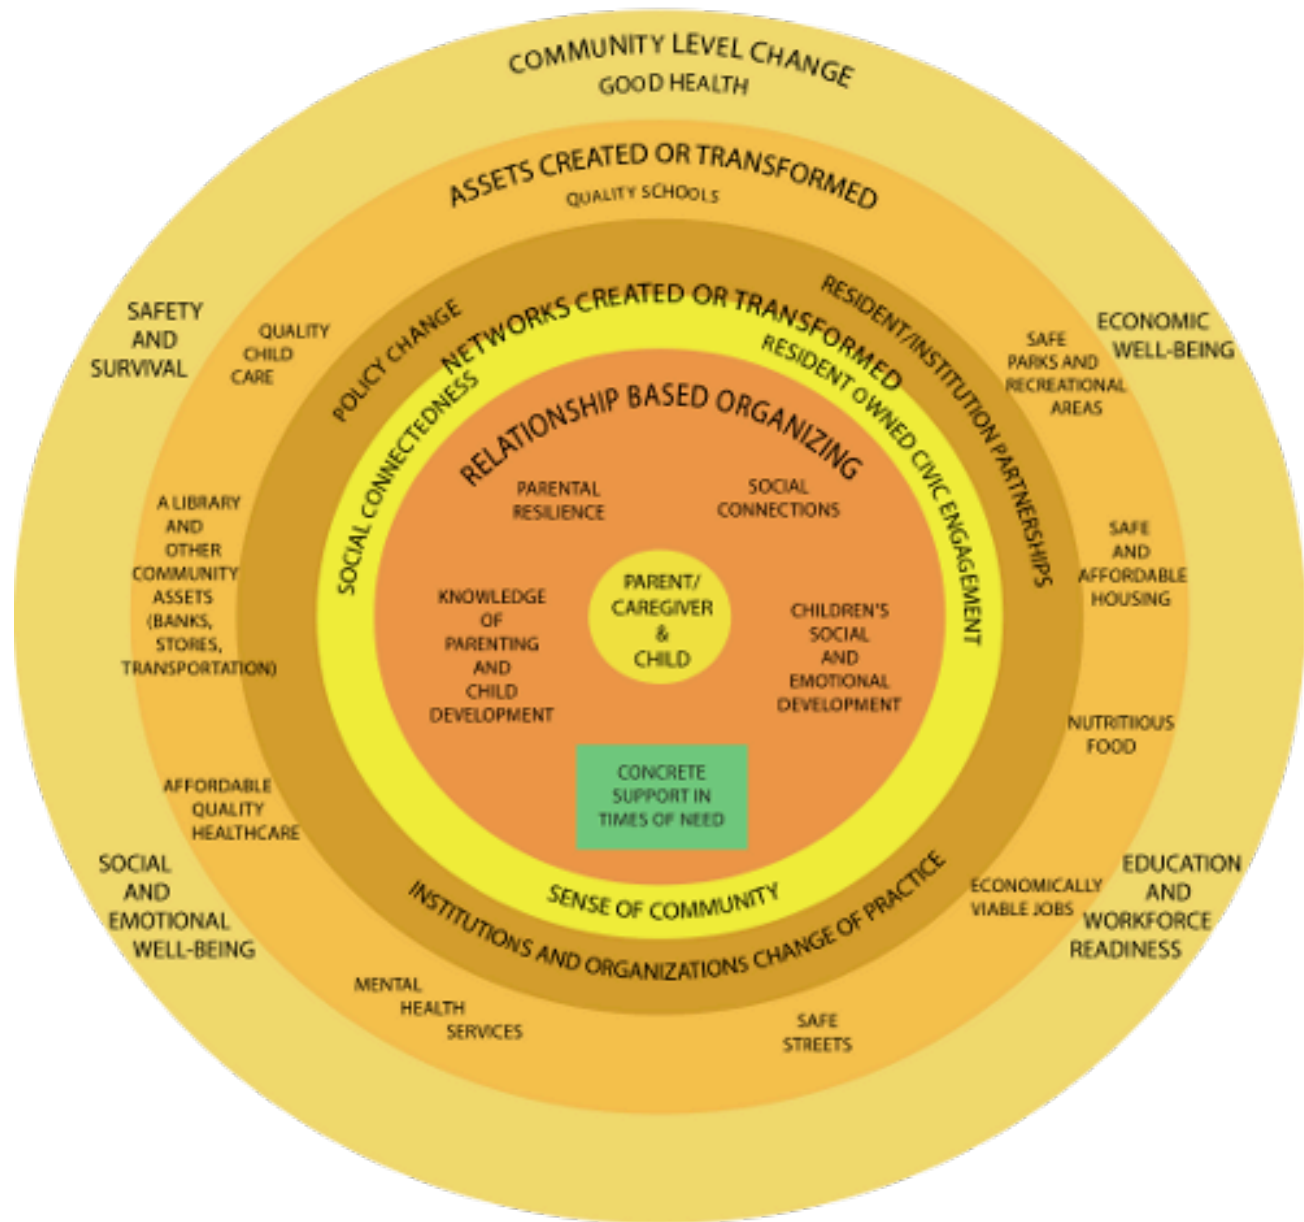 COMMUNITY LEVEL CHANGE
GOOD HEALTH
ASSETS CREATED OR TRANSFORMED
QUALITY SCHOOLS
SAFETY
AND
SURVIVAL
QUALITY
CHILD
CARE
POLICY CHANGE
NETWORKS CREATED OR TRANSFORMED
RESIDENT/INSTITUTION PARTNERSHIPS
SAFE
PARKS AND
RECREATIONAL
AREAS
ECONOMIC
WELL-BEING
SOCIAL CONNECTEDNESS
RESIDENT OWNED CIVIC ENGAGEMENT
RELATIONSHIP BASED ORGANIZING
PARENTAL
RESILIENCE
SOCIAL
CONNECTIONS
A LIBRARY
AND
OTHER
COMMUNITY
ASSETS
(BANKS,
STORES,
TRANSPORTATION)
KNOWLEDGE
OF
PARENTING
AND
CHILD
DEVELOPMENT
PARENT/
CAREGIVER
&
CHILD
CHILDREN'S
SOCIAL
AND
EMOTIONAL
DEVELOPMENT
SAFE
AND
AFFORDABLE
HOUSING
NUTRITIIOUS
FOOD
CONCRETE
SUPPORT IN
TIMES OF NEED
AFFORDABLE
QUALITY
HEALTHCARE
SOCIAL
AND
EMOTIONAL
WELL-BEING
SENSE OF COMMUNITY
INSTITUTIONS AND ORGANIZATIONS CHANGE OF PRACTICE
ECONOMICALLY
VIABLE JOBS
EDUCATION
AND
WORKFORCE
READINESS
MENTAL
HEALTH
SERVICES
SAFE
STREETS